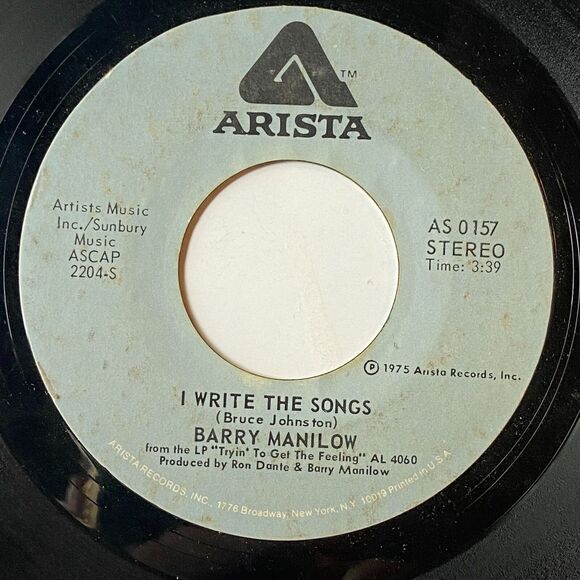 TM
ARISTA
Artists Music
Inc./Sunbury
Music
ASCAP
2204-S
AS 0157
STEREO
Time: 3:39
℗ 1975 Arista Records, Inc.
I WRITE THE SONGS
(Bruce Johnston)
BARRY MANILOW
from the LP "Tryin' To Get The Feeling" AL 4060
Produced by Ron Dante & Barry Manilow
ARISTA RECORDS, INC., 1776 Broadway, New York, N.Y. 10019 Printed in U.S.A.